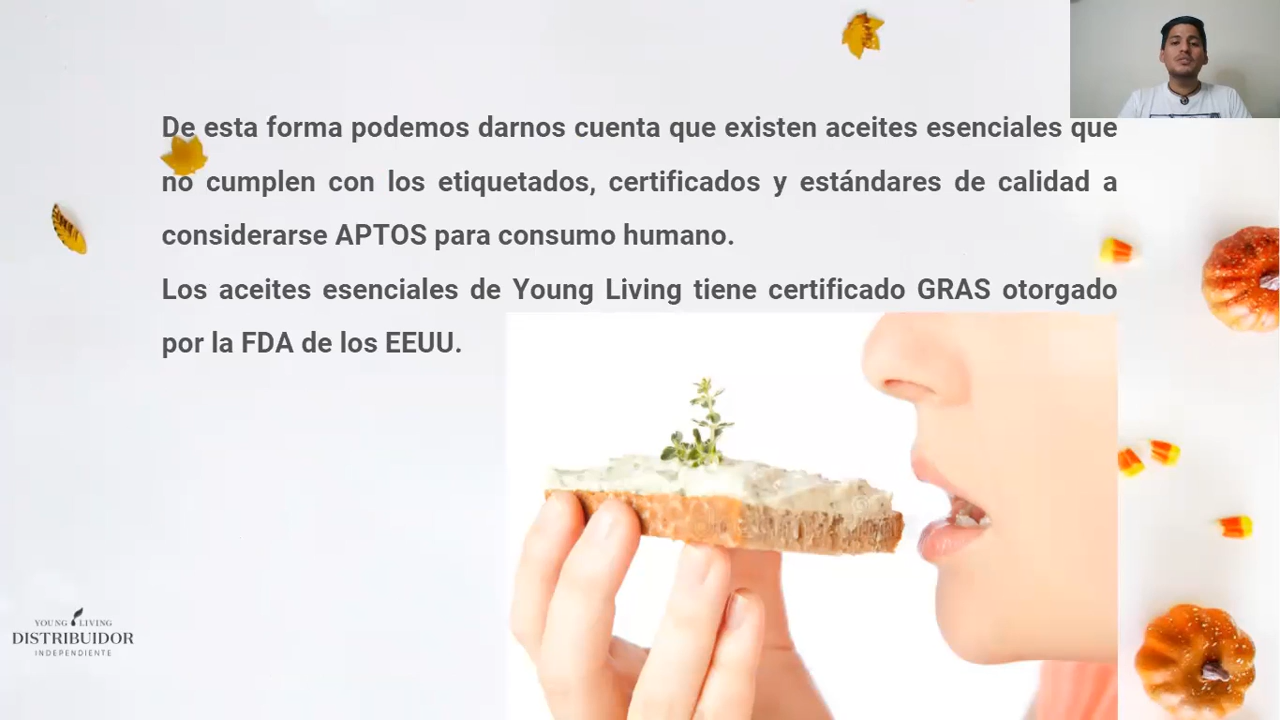 De esta forma podemos darnos cuenta que existen aceites esenciales que
no cumplen con los etiquetados, certificados y estándares de calidad a
considerarse APTOS para consumo humano.
Los aceites esenciales de Young Living tiene certificado GRAS otorgado
por la FDA de los EEUU.
YOUNG LIVING
DISTRIBUIDOR
INDEPENDIENTE